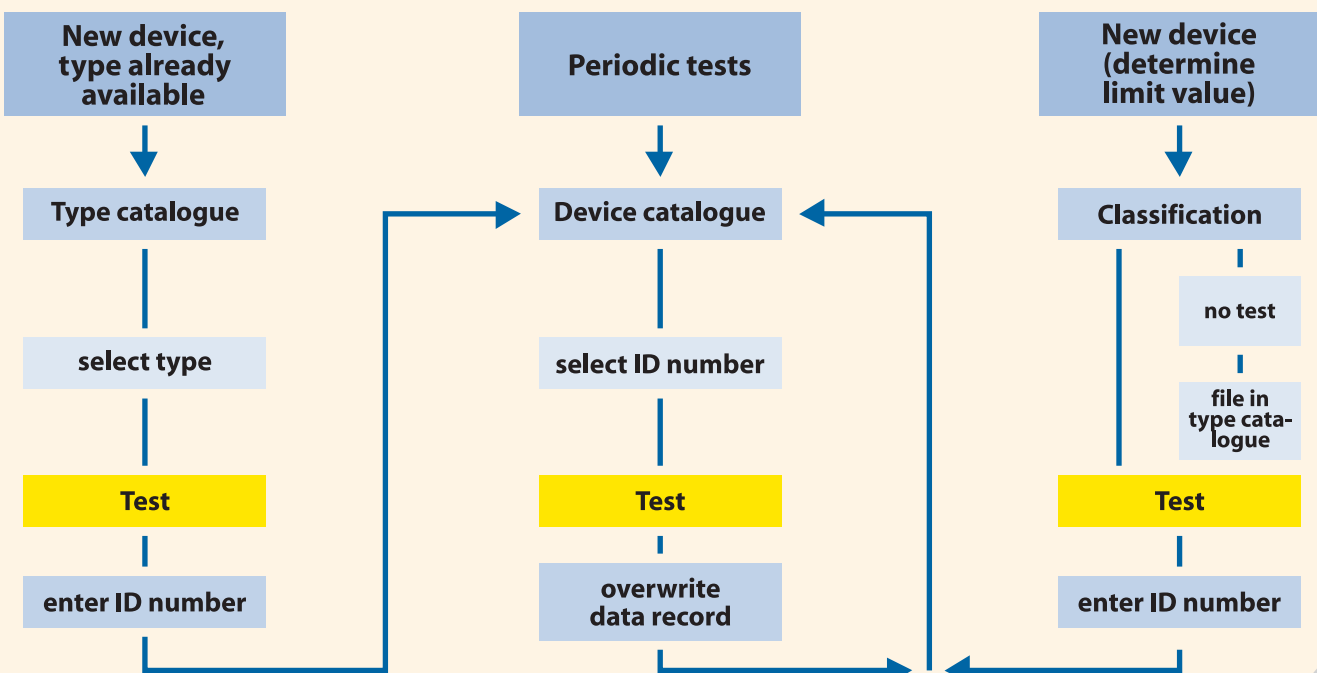 New device,
type already
available
Type catalogue
select type
Test
enter ID number
Periodic tests
Device catalogue
select ID number
Test
overwrite
data record
New device
(determine
limit value)
Classification
no test
file in
type cata-
logue
Test
enter ID number